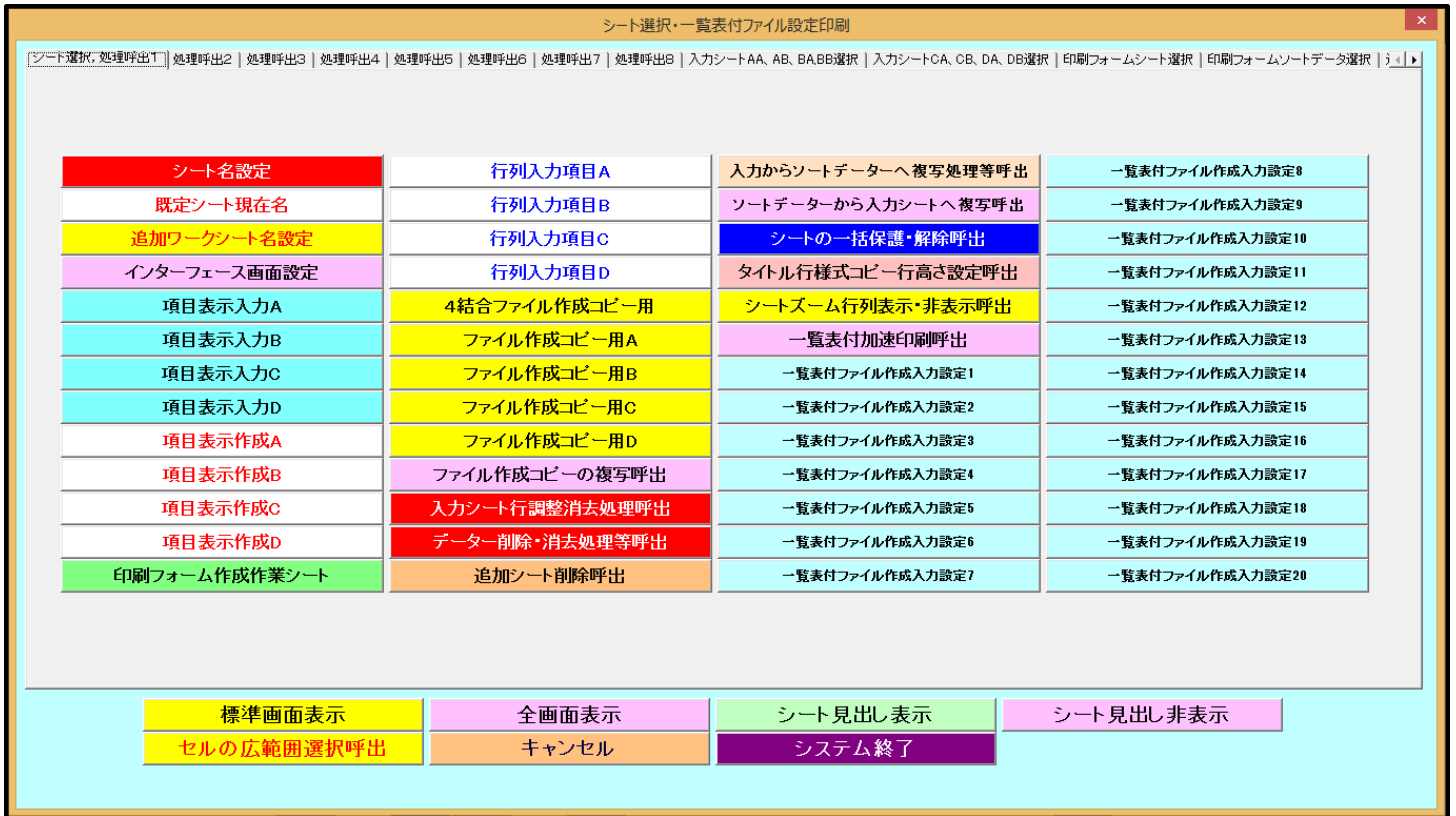 シート選択・一覧表付ファイル設定印刷
シート選択,処理呼出1 処理呼出2 処理呼出3 処理呼出4 処理呼出5 処理呼出6 処理呼出7 処理呼出8 入力シートAA、AB、BA,BB選択 入力シートCA、CB、DA、DB選択 印刷フォームシート選択 印刷フォームソートデータ選択
シート名設定
既定シート現在名
追加ワークシート名設定
インターフェース画面設定
項目表示入力A
項目表示入力B
項目表示入力C
項目表示入力D
項目表示作成A
項目表示作成B
項目表示作成C
項目表示作成D
印刷フォーム作成作業シート
行列入力項目A
行列入力項目B
行列入力項目C
行列入力項目D
4結合ファイル作成コピー用
ファイル作成コピー用A
ファイル作成コピー用B
ファイル作成コピー用C
ファイル作成コピー用D
ファイル作成コピーの複写呼出
入力シート行調整消去処理呼出
データー削除・消去処理等呼出
追加シート削除呼出
入力からソートデーターへ複写処理等呼出
ソートデーターから入力シートへ複写呼出
シートの一括保護・解除呼出
タイトル行様式コピー行高さ設定呼出
シートズーム行列表示・非表示呼出
一覧表付加速印刷呼出
一覧表付ファイル作成入力設定1
一覧表付ファイル作成入力設定2
一覧表付ファイル作成入力設定3
一覧表付ファイル作成入力設定4
一覧表付ファイル作成入力設定5
一覧表付ファイル作成入力設定6
一覧表付ファイル作成入力設定7
一覧表付ファイル作成入力設定8
一覧表付ファイル作成入力設定9
一覧表付ファイル作成入力設定10
一覧表付ファイル作成入力設定11
一覧表付ファイル作成入力設定12
一覧表付ファイル作成入力設定13
一覧表付ファイル作成入力設定14
一覧表付ファイル作成入力設定15
一覧表付ファイル作成入力設定16
一覧表付ファイル作成入力設定17
一覧表付ファイル作成入力設定18
一覧表付ファイル作成入力設定19
一覧表付ファイル作成入力設定20
標準画面表示 全画面表示 シート見出し表示 シート見出し非表示
セルの広範囲選択呼出 キャンセル システム終了